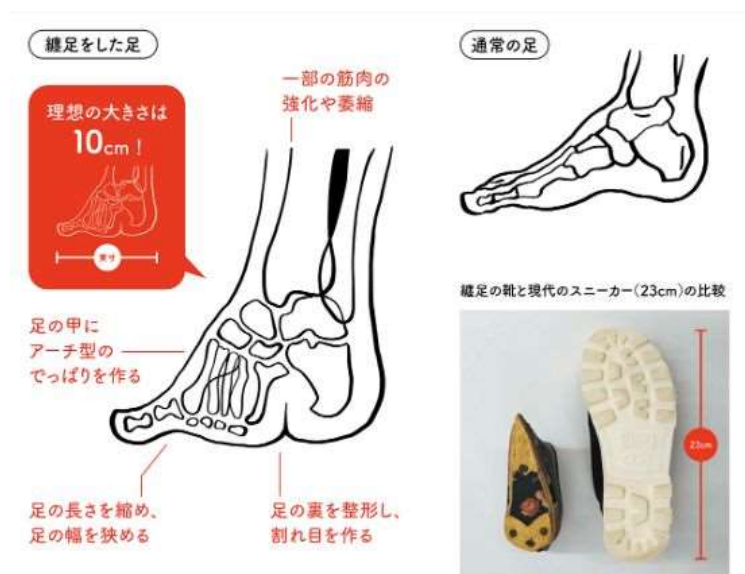 纏足をした足
理想の大きさは
10cm！
実寸
一部の筋肉の
強化や萎縮
足の甲に
アーチ型の
でっぱりを作る
足の長さを縮め、
足の幅を狭める
足の裏を整形し、
割れ目を作る
通常の足
纏足の靴と現代のスニーカー（23cm）の比較
23cm